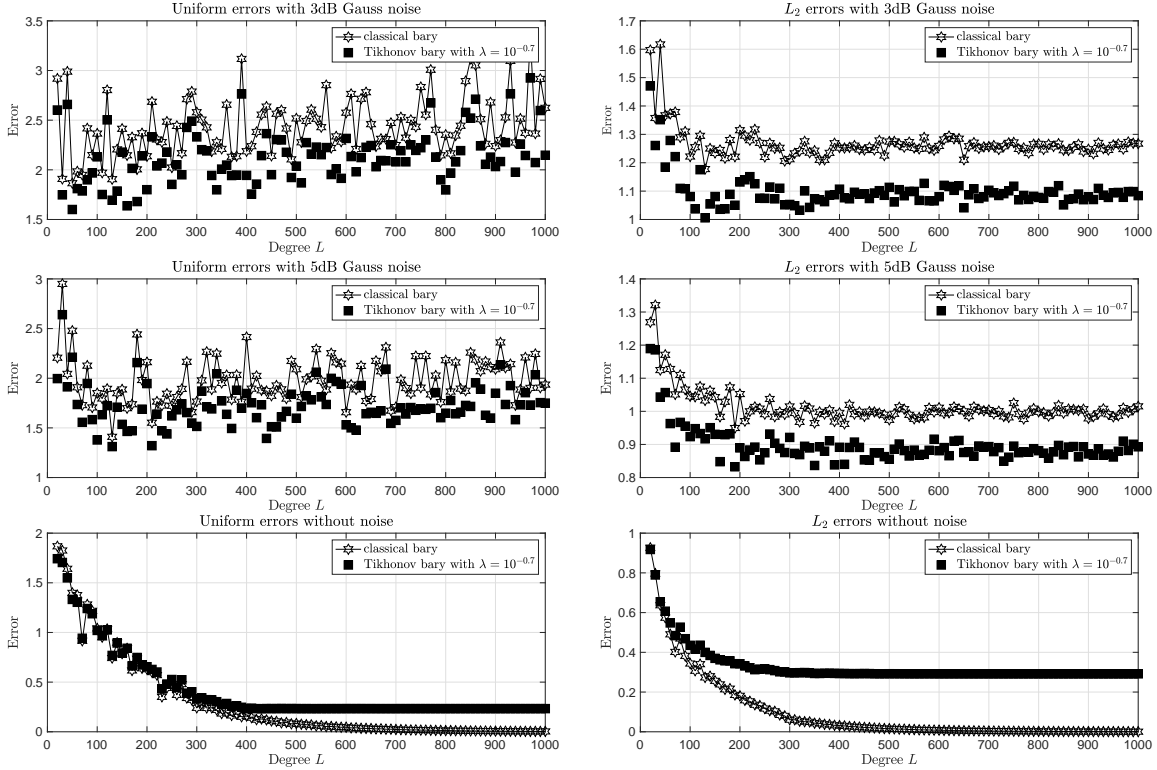 Uniform errors with 3dB Gauss noise
3.5
3
2.5
2
1.5
Error
classical bary
Tikhonov bary with λ = 10^{-0.7}
0 100 200 300 400 500 600 700 800 900 1000
Degree L
L₂ errors with 3dB Gauss noise
1.7
1.6
1.5
1.4
1.3
1.2
1.1
1
Error
classical bary
Tikhonov bary with λ = 10^{-0.7}
0 100 200 300 400 500 600 700 800 900 1000
Degree L
Uniform errors with 5dB Gauss noise
3
2.5
2
1.5
1
Error
classical bary
Tikhonov bary with λ = 10^{-0.7}
0 100 200 300 400 500 600 700 800 900 1000
Degree L
L₂ errors with 5dB Gauss noise
1.4
1.3
1.2
1.1
1
0.9
0.8
Error
classical bary
Tikhonov bary with λ = 10^{-0.7}
0 100 200 300 400 500 600 700 800 900 1000
Degree L
Uniform errors without noise
2
1.5
1
0.5
0
Error
classical bary
Tikhonov bary with λ = 10^{-0.7}
0 100 200 300 400 500 600 700 800 900 1000
Degree L
L₂ errors without noise
1
0.8
0.6
0.4
0.2
0
Error
classical bary
Tikhonov bary with λ = 10^{-0.7}
0 100 200 300 400 500 600 700 800 900 1000
Degree L